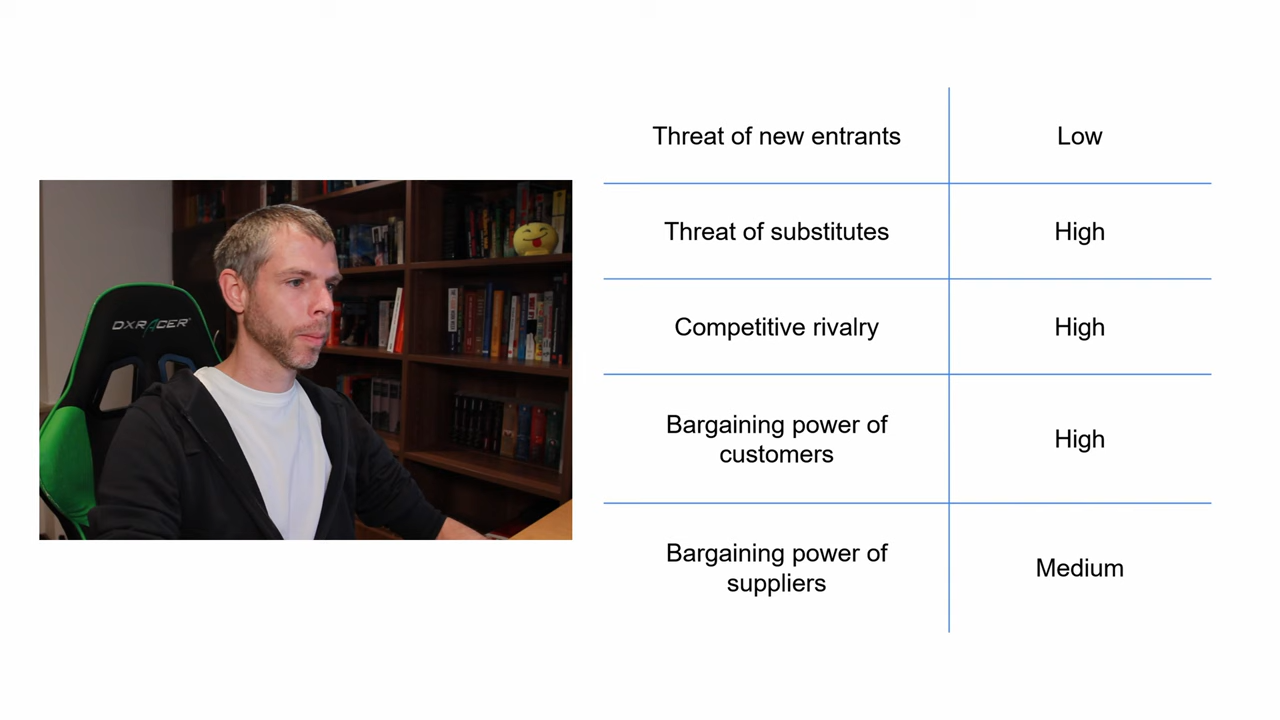 DXRACER
Threat of new entrants
Low
Threat of substitutes
High
Competitive rivalry
High
Bargaining power of
customers
High
Bargaining power of
suppliers
Medium